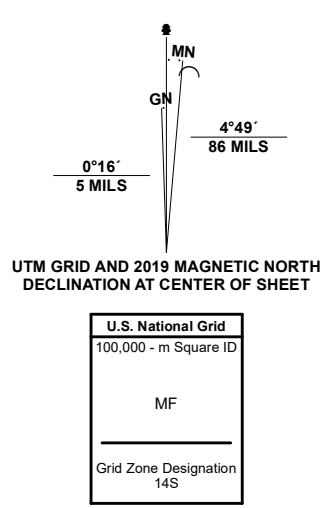 MN
GN
4°49´
86 MILS
0°16´
5 MILS
UTM GRID AND 2019 MAGNETIC NORTH
DECLINATION AT CENTER OF SHEET
U.S. National Grid
100,000 - m Square ID
MF
Grid Zone Designation
14S